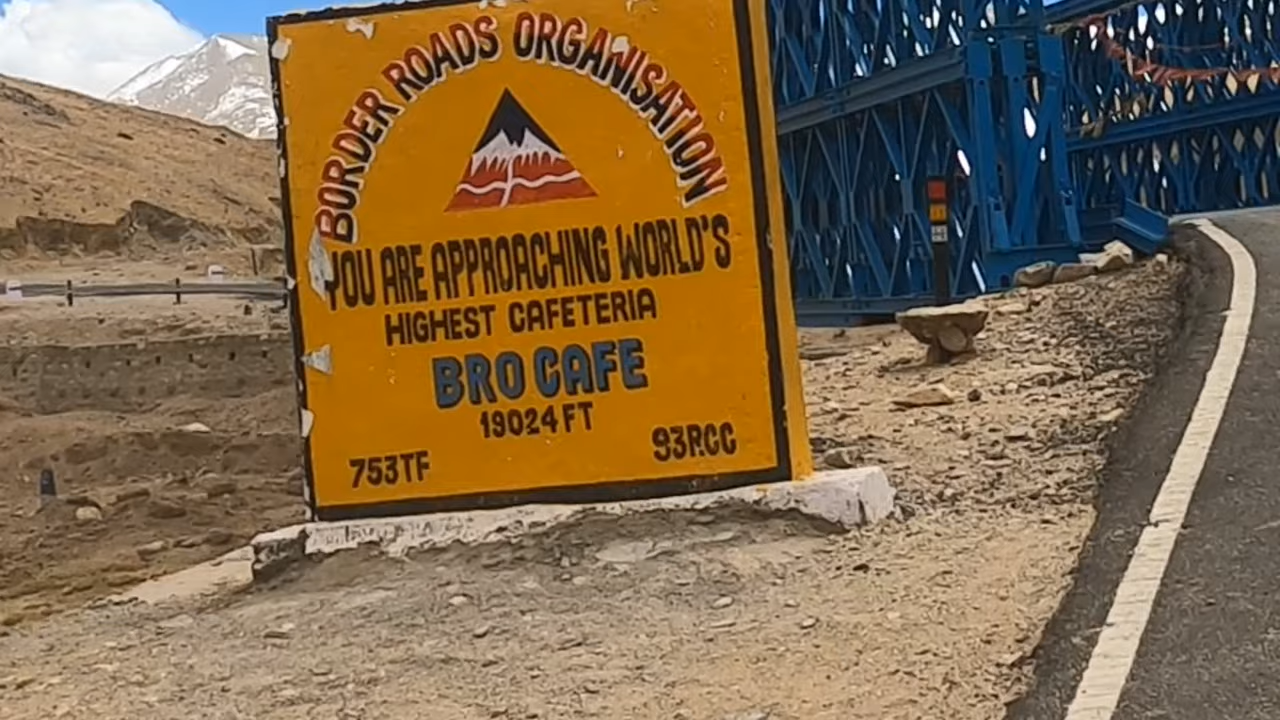 BORDER ROADS ORGANISATION
YOU ARE APPROACHING WORLD'S
HIGHEST CAFETERIA
BRO CAFE
19024 FT
753TF
93RCC